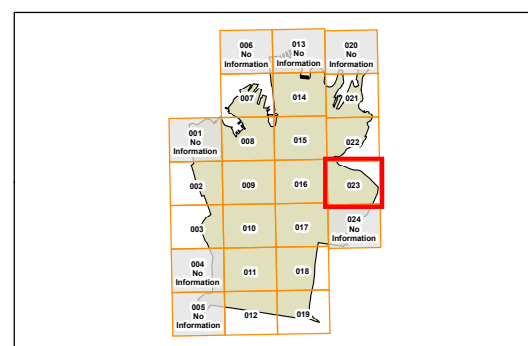 006
No
Information
013
No
Information
020
No
Information
007
014
021
001
No
Information
008
015
022
002
009
016
023
003
010
017
024
No
Information
004
No
Information
011
018
005
No
Information
012
019